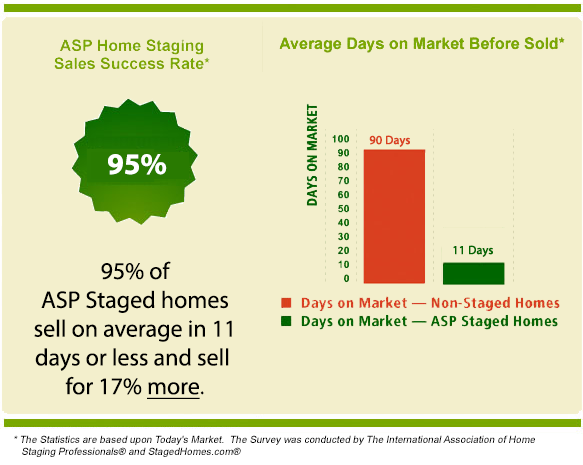 ASP Home Staging
Sales Success Rate*
95%
95% of
ASP Staged homes
sell on average in 11
days or less and sell
for 17% more.
Average Days on Market Before Sold*
DAYS ON MARKET
100
90
80
70
60
50
40
30
20
10
0
90 Days
11 Days
Days on Market — Non-Staged Homes
Days on Market — ASP Staged Homes
* The Statistics are based upon Today's Market.  The Survey was conducted by The International Association of Home
Staging Professionals® and StagedHomes.com®